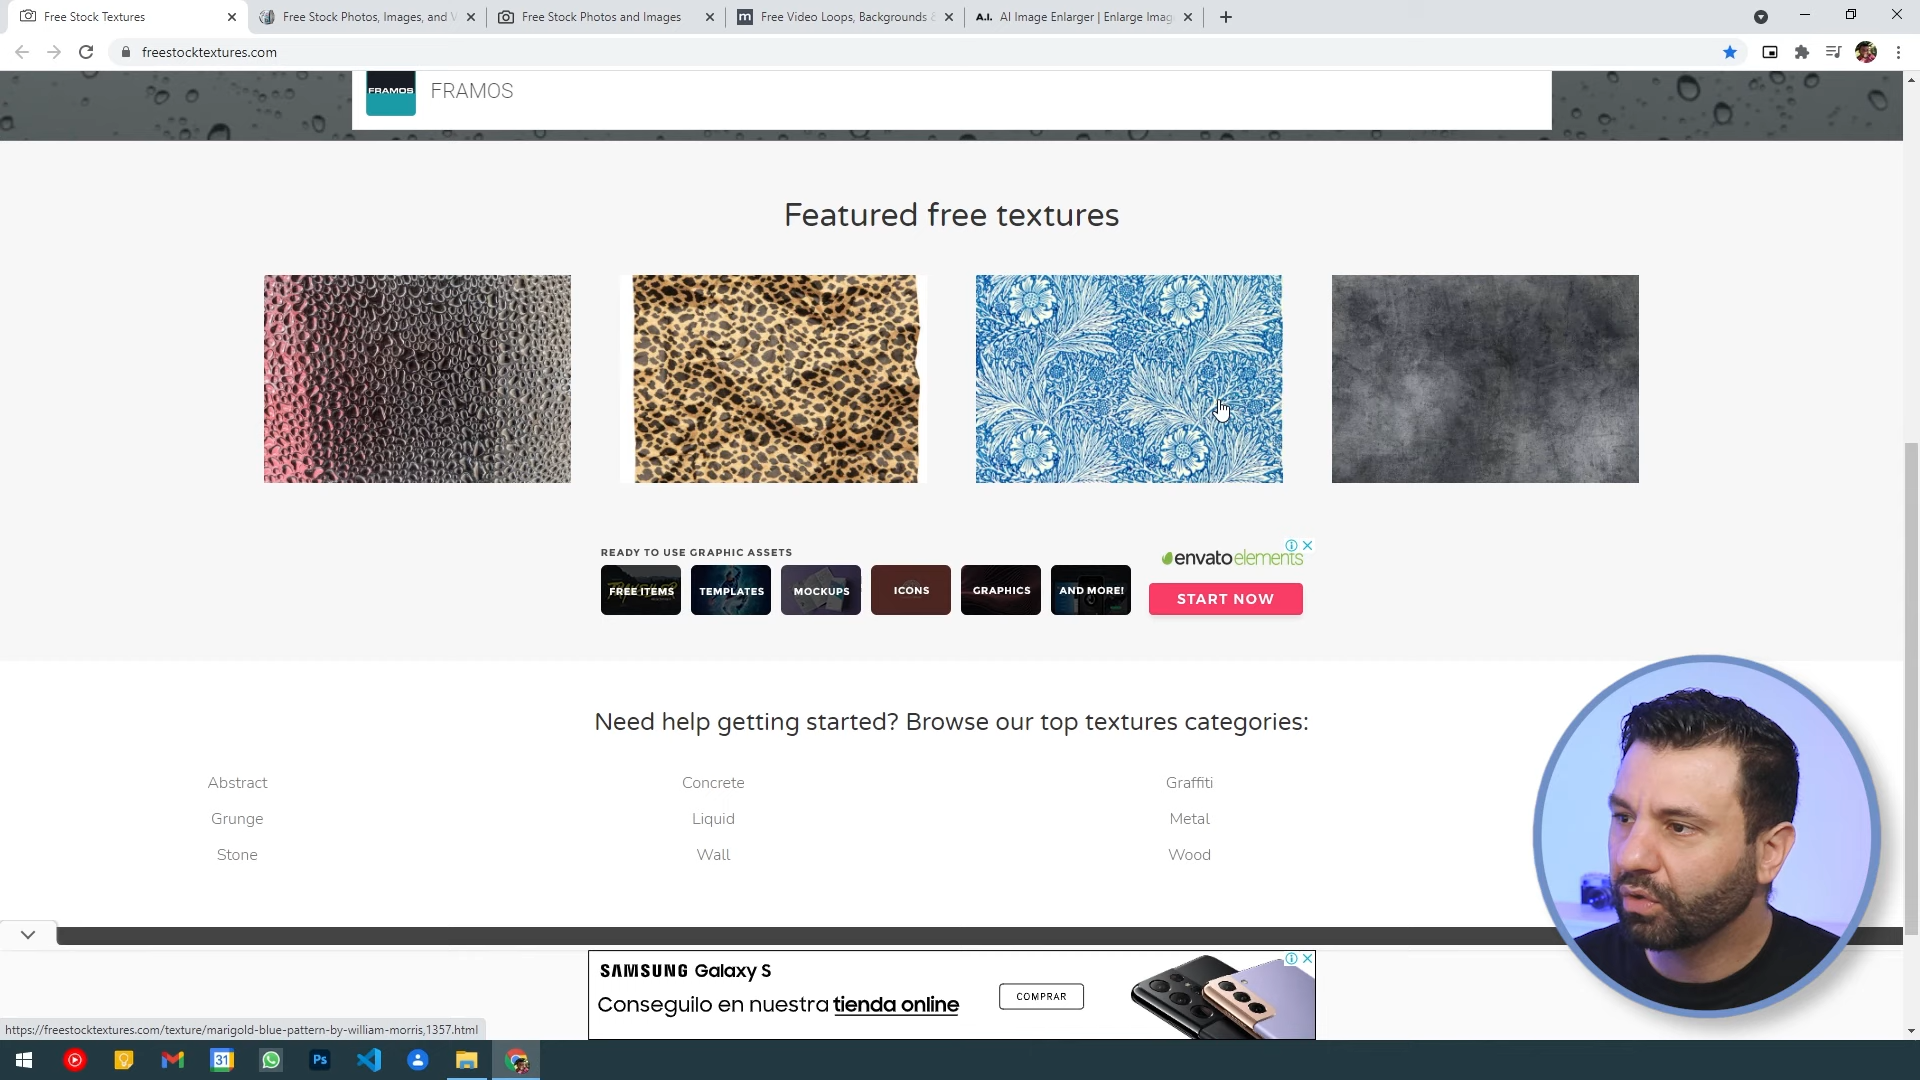 Free Stock Textures
Free Stock Photos, Images, and V
Free Stock Photos and Images
m
Free Video Loops, Backgrounds &
A.I.
AI Image Enlarger | Enlarge Imag
freestocktextures.com
FRAMOS
FRAMOS
Featured free textures
READY TO USE GRAPHIC ASSETS
envatoelements
FREE ITEMS
TEMPLATES
MOCKUPS
ICONS
GRAPHICS
AND MORE!
START NOW
Need help getting started? Browse our top textures categories:
Abstract
Concrete
Graffiti
Grunge
Liquid
Metal
Stone
Wall
Wood
SAMSUNG Galaxy S
Conseguilo en nuestra tienda online
COMPRAR
https://freestocktextures.com/texture/marigold-blue-pattern-by-william-morris,1357.html
31
Ps